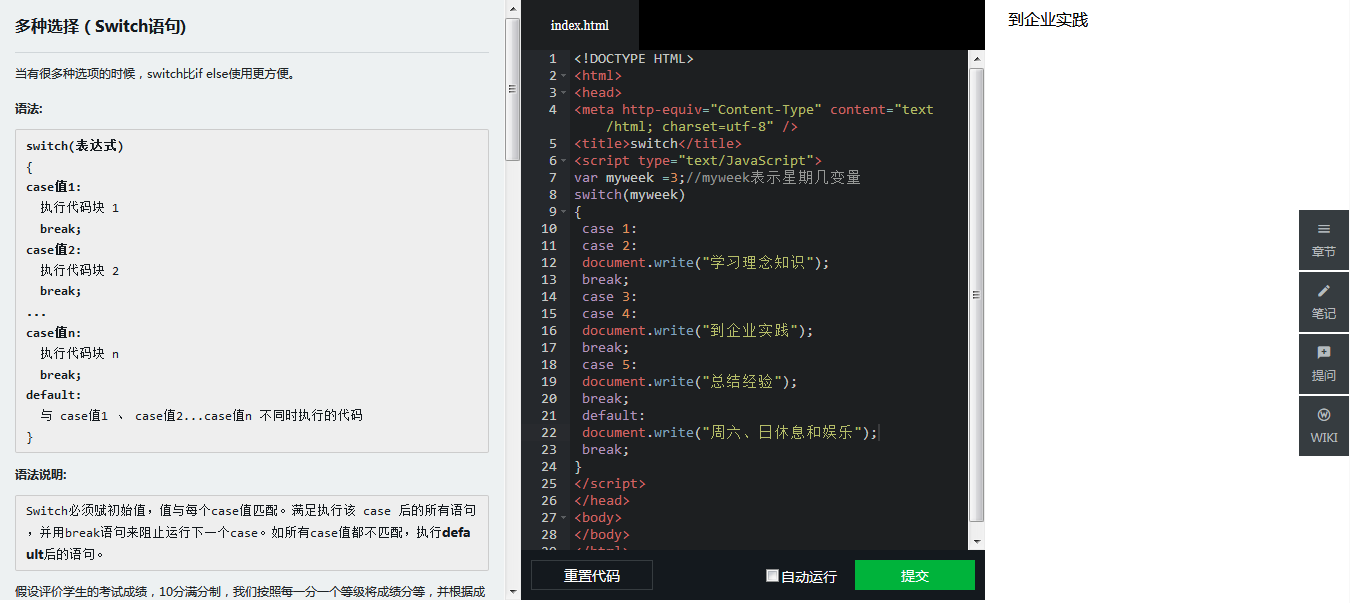 多种选择（Switch语句）
当有很多种选项的时候，switch比if else使用更方便。
语法:
switch(表达式)
{
case值1:
执行代码块 1
break;
case值2:
执行代码块 2
break;
...
case值n:
执行代码块 n
break;
default:
与 case值1 、 case值2...case值n 不同时执行的代码
}
语法说明:
Switch必须赋初始值，值与每个case值匹配。满足执行该 case 后的所有语句
，并用break语句来阻止运行下一个case。如所有case值都不匹配，执行defa
ult后的语句。
假设评价学生的考试成绩，10分满分制，我们按照每一分一个等级将成绩分等，并根据成
index.html
1 <!DOCTYPE HTML>
2 <html>
3 <head>
4 <meta http-equiv="Content-Type" content="text
/html; charset=utf-8" />
5 <title>switch</title>
6 <script type="text/JavaScript">
7 var myweek =3;//myweek表示星期几变量
8 switch(myweek)
9 {
10 case 1:
11 case 2:
12 document.write("学习理念知识");
13 break;
14 case 3:
15 case 4:
16 document.write("到企业实践");
17 break;
18 case 5:
19 document.write("总结经验");
20 break;
21 default:
22 document.write("周六、日休息和娱乐");
23 break;
24 }
25 </script>
26 </head>
27 <body>
28 </body>
29 </html>
重置代码
自动运行
提交
到企业实践
章节
笔记
提问
WIKI